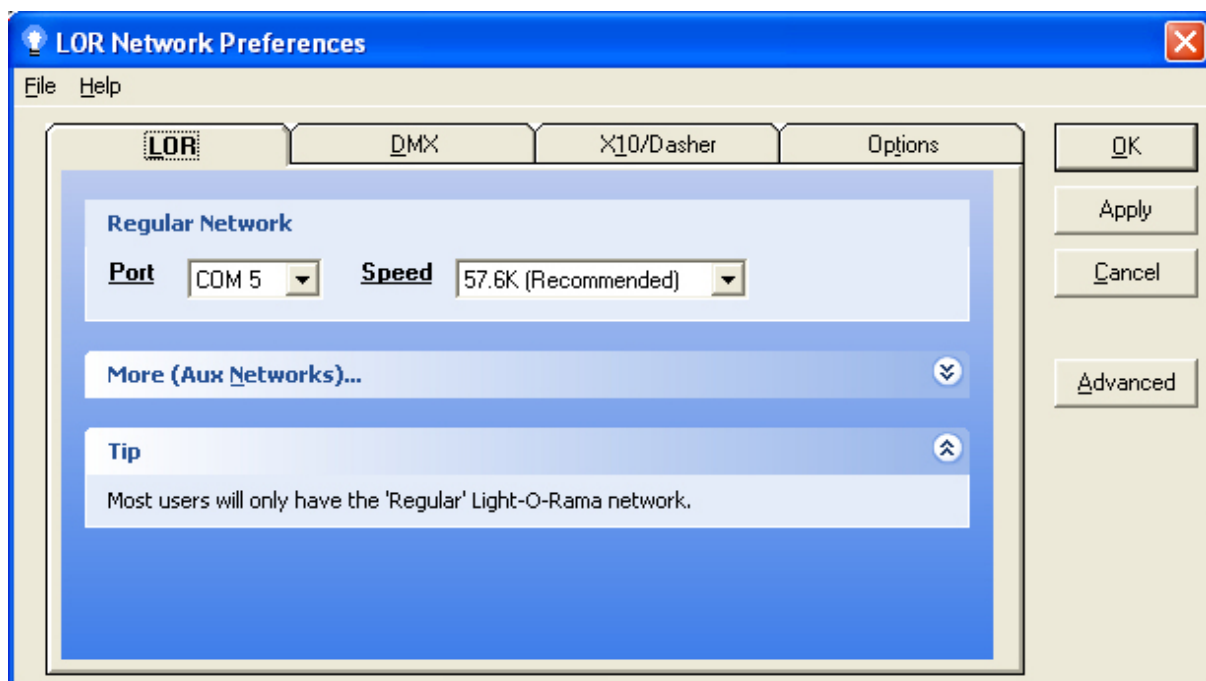 LOR Network Preferences
File Help
LOR DMX X10/Dasher Options
OK
Regular Network
Apply
Port COM 5 Speed 57.6K (Recommended)
Cancel
More (Aux Networks)...
Advanced
Tip
Most users will only have the 'Regular' Light-O-Rama network.